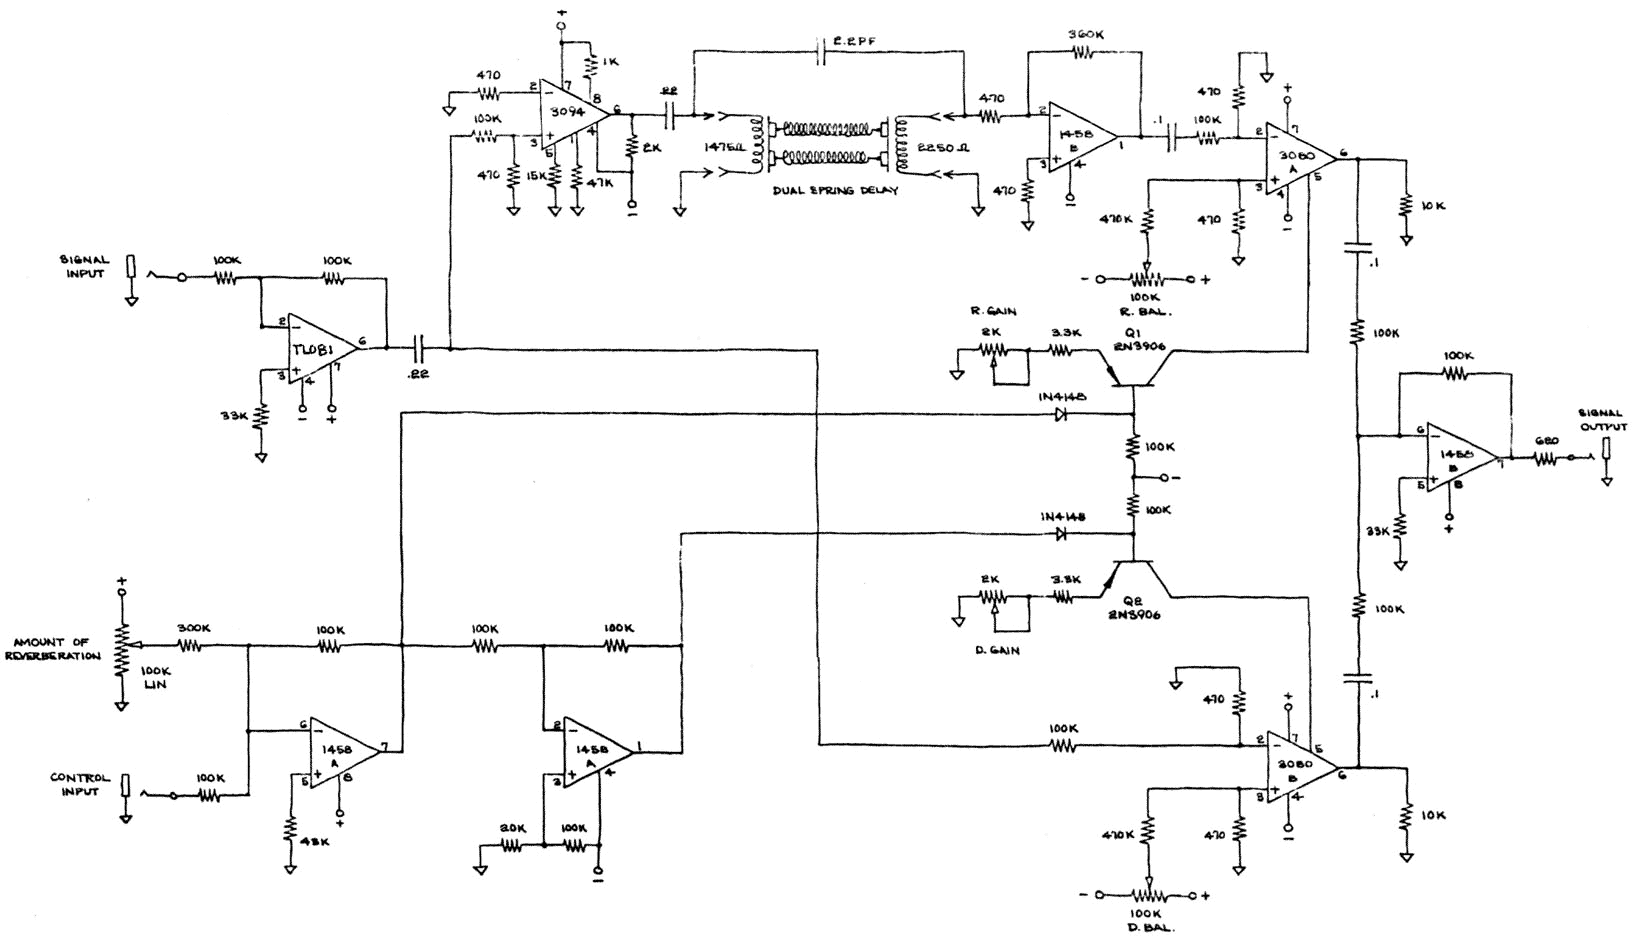 +
2.2PF
360K
1K
470
2
7
8
3094
6
.22
470
2
1458
B
1
.1
100K
470
+
7
2
3080
A
6
100K
3
5
1
4
2K
1475Ω
2250Ω
3
4
470
3
4
5
470
15K
47K
DUAL SPRING DELAY
470K
470
10K
SIGNAL
INPUT
100K
100K
-
+
100K
R. BAL.
.1
R. GAIN
2K
3.3K
Q1
2N3906
100K
2
TL081
6
3
4
7
.22
33K
-
+
1N4148
100K
-
100K
1N4148
100K
6
1458
B
7
5
8
680
SIGNAL
OUTPUT
33K
+
2K
3.3K
Q2
2N3906
D. GAIN
100K
+
AMOUNT OF
REVERBERATION
300K
100K
100K
100K
100K
LIN
470
+
.1
6
1458
A
7
5
8
2
1458
A
1
3
4
100K
2
7
5
3080
B
6
3
4
CONTROL
INPUT
100K
+
20K
100K
470K
470
10K
-
+
100K
D. BAL.